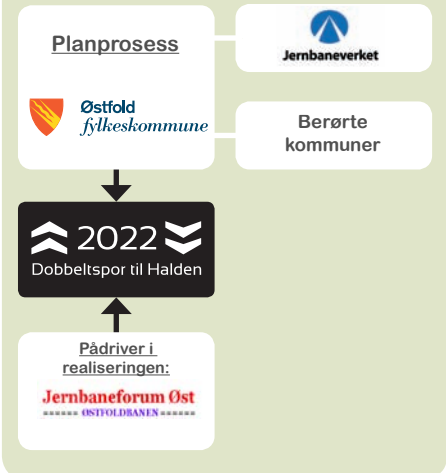 Planprosess
Jernbaneverket
Østfold
fylkeskommune
Berørte
kommuner
2022
Dobbeltspor til Halden
Pådriver i
realiseringen:
Jernbaneforum Øst
====== ØSTFOLDBANEN ======